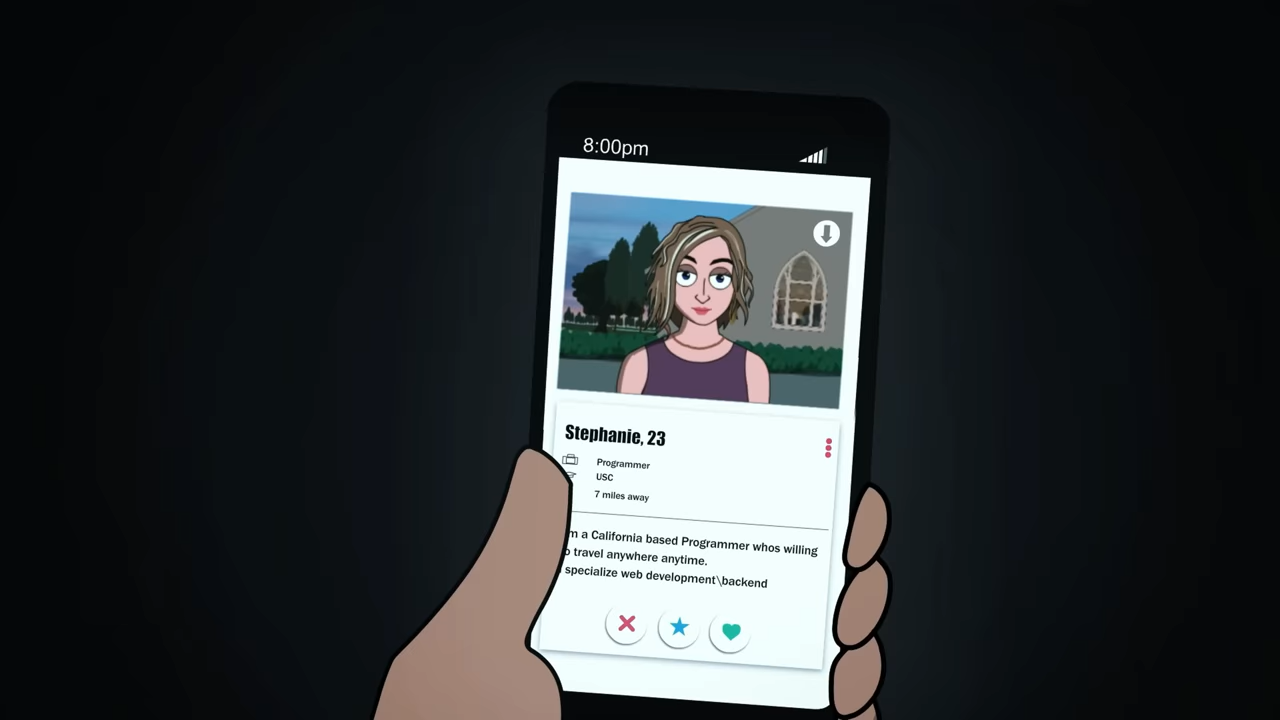 8:00pm
Stephanie, 23
Programmer
USC
7 miles away
m a California based Programmer whos willing
travel anywhere anytime.
specialize web development\backend